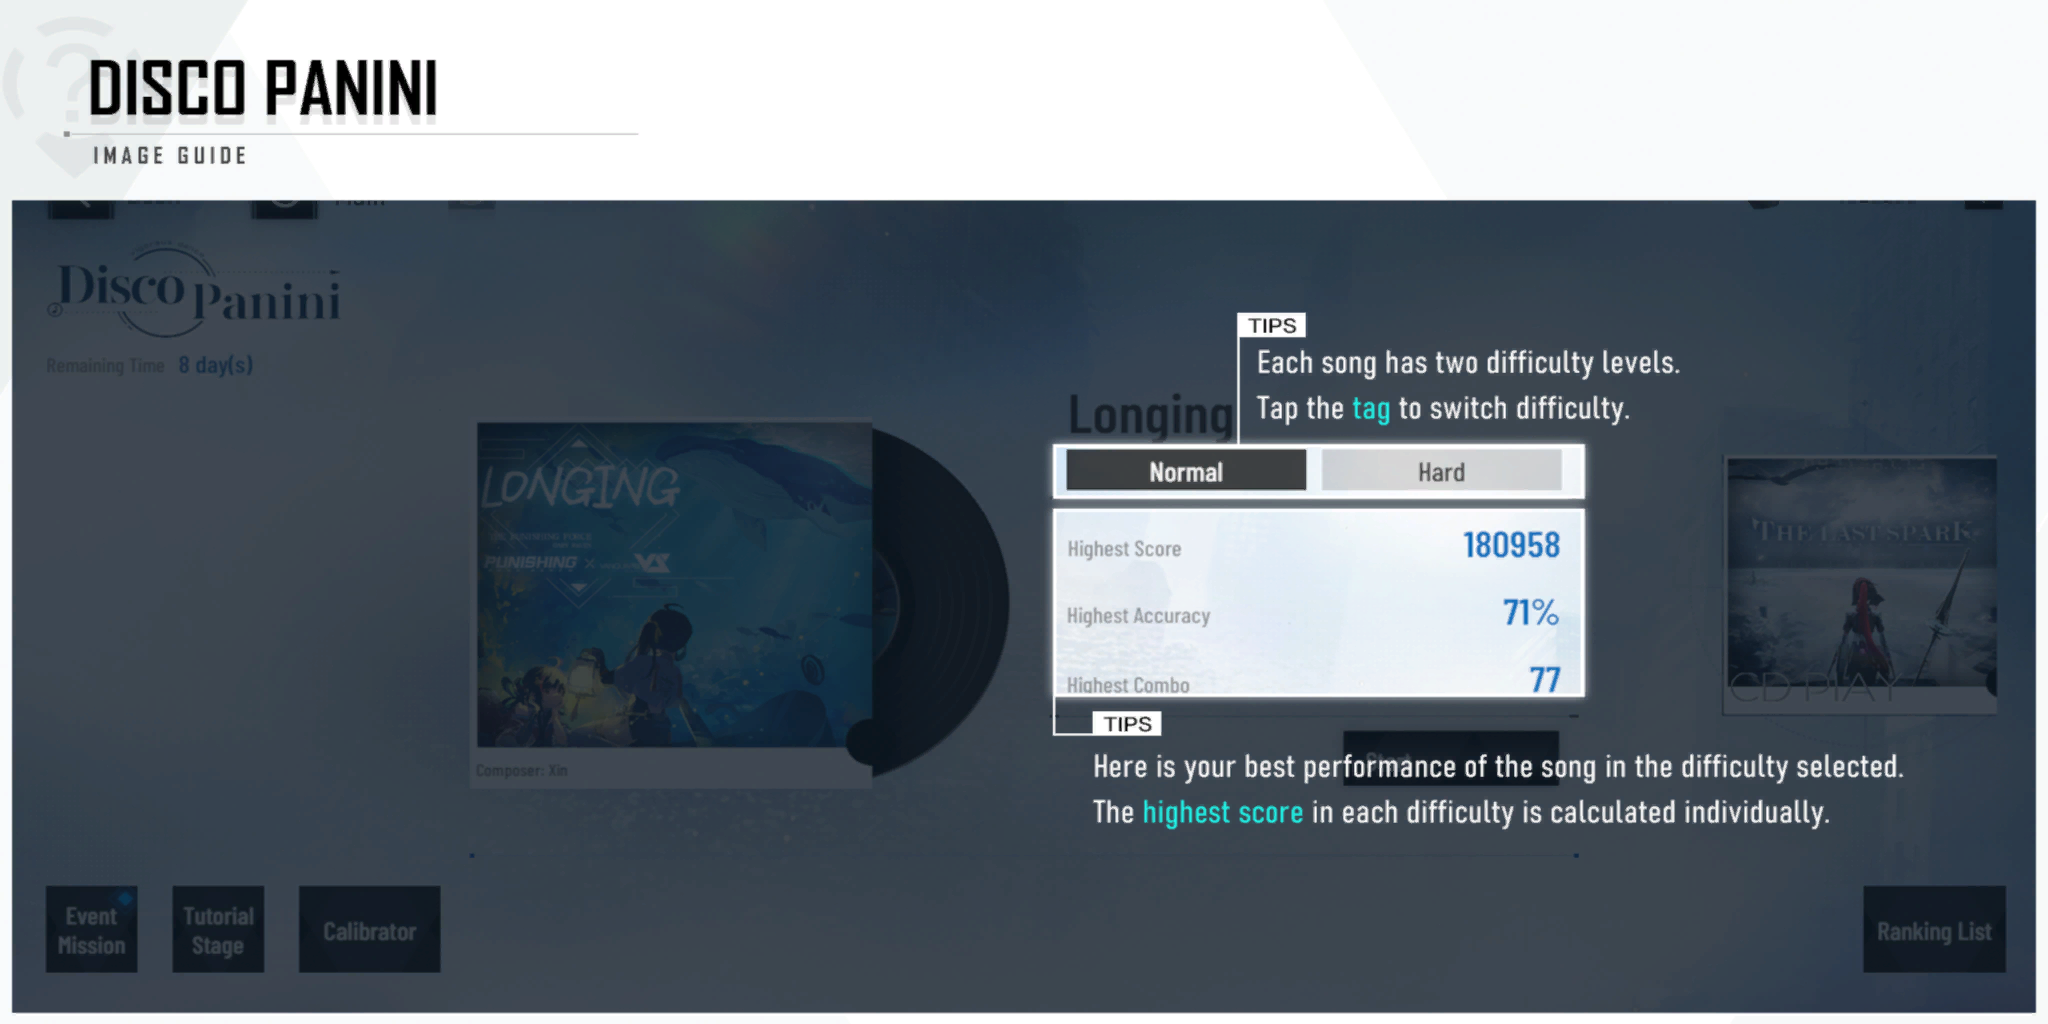 DISCO PANINI
IMAGE GUIDE
Disco Panini
Remaining Time 8 day(s)
TIPS
Each song has two difficulty levels.
Tap the tag to switch difficulty.
Longing
Normal
Hard
Highest Score 180958
Highest Accuracy 71%
Highest Combo 77
LONGING
PUNISHING X
Composer: Xin
THE LAST SPARK
CD PLAY
TIPS
Here is your best performance of the song in the difficulty selected.
The highest score in each difficulty is calculated individually.
Event
Mission
Tutorial
Stage
Calibrator
Ranking List